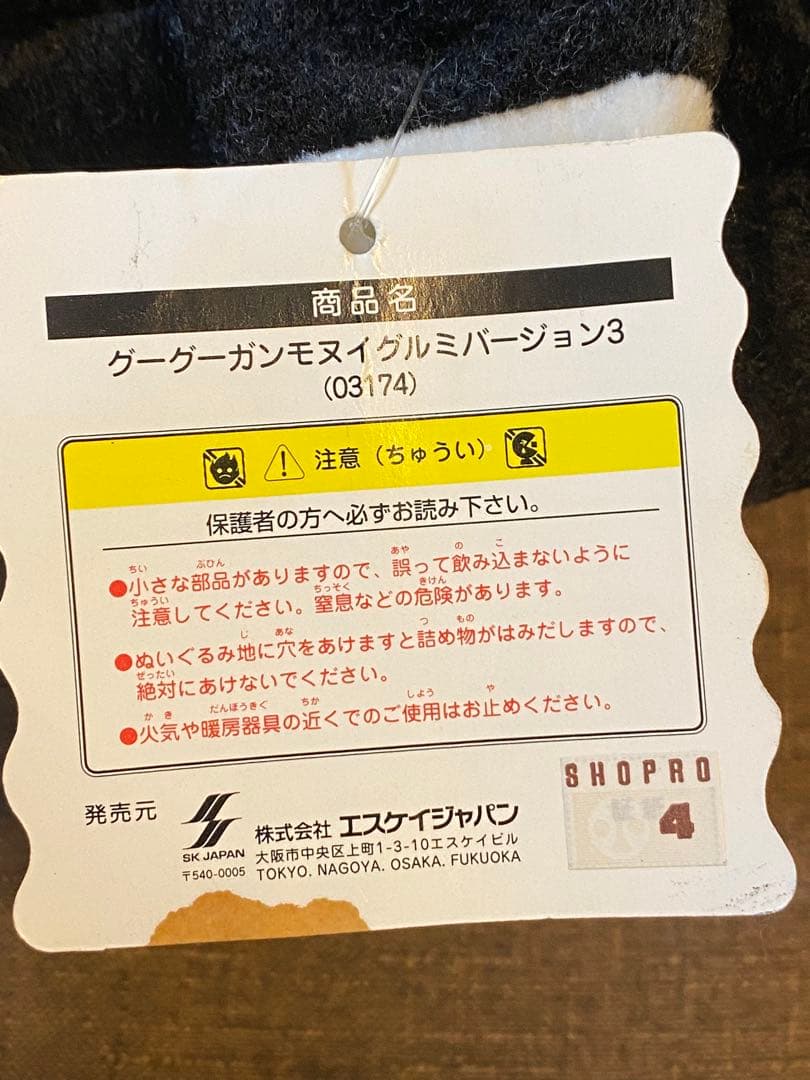 商品名
グーグーガンモヌイグルミバージョン3
(03174)
注意（ちゅうい）
保護者の方へ必ずお読み下さい。
●小さな部品がありますので、誤って飲み込まないように
注意してください。窒息などの危険があります。
●ぬいぐるみ地に穴をあけますと詰め物がはみだしますので、
絶対にあけないでください。
●火気や暖房器具の近くでのご使用はお止めください。
発売元
SK JAPAN
株式会社 エスケイジャパン
〒540-0005
大阪市中央区上町1-3-10エスケイビル
TOKYO. NAGOYA. OSAKA. FUKUOKA
SHOPRO
4